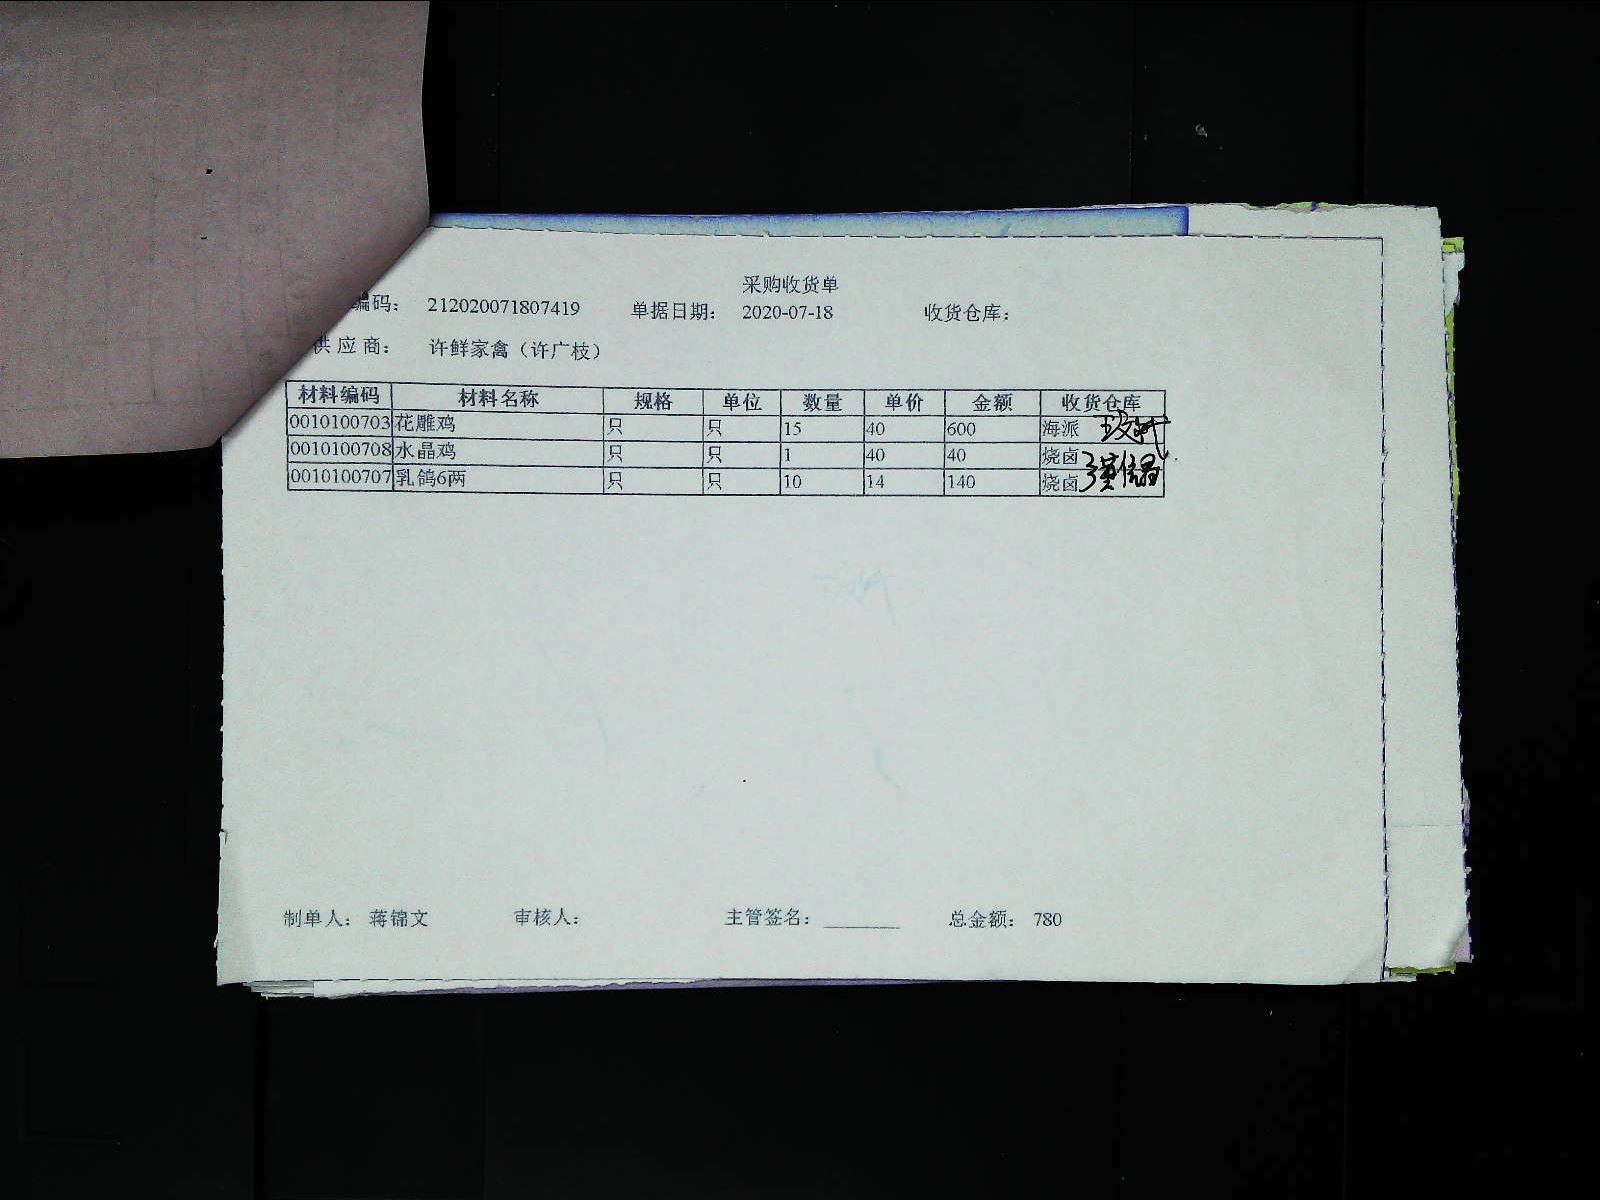 采购收货单
编码： 212020071807419 单据日期： 2020-07-18 收货仓库：
供应商： 许鲜家禽（许广枝）
材料编码 材料名称 规格 单位 数量 单价 金额 收货仓库
0010100703 花雕鸡 只 只 15 40 600 海派
0010100708 水晶鸡 只 只 1 40 40 烧卤
0010100707 乳鸽6两 只 只 10 14 140 烧卤
制单人： 蒋锦文 审核人： 主管签名： 总金额： 780